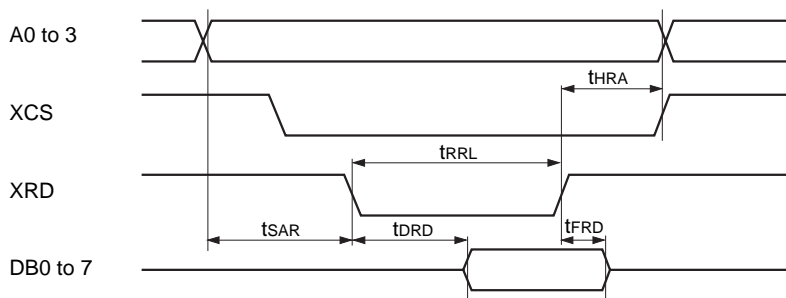 A0 to 3
tHRA
XCS
tRRL
XRD
tSAR
tDRD
tFRD
DB0 to 7